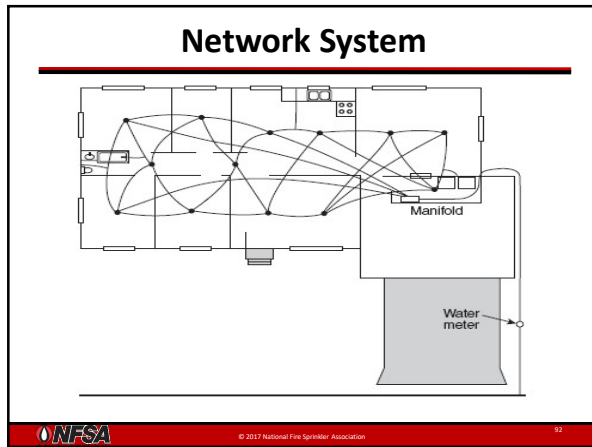 Network System
Manifold
Water
meter
NFSA
© 2017 National Fire Sprinkler Association
92